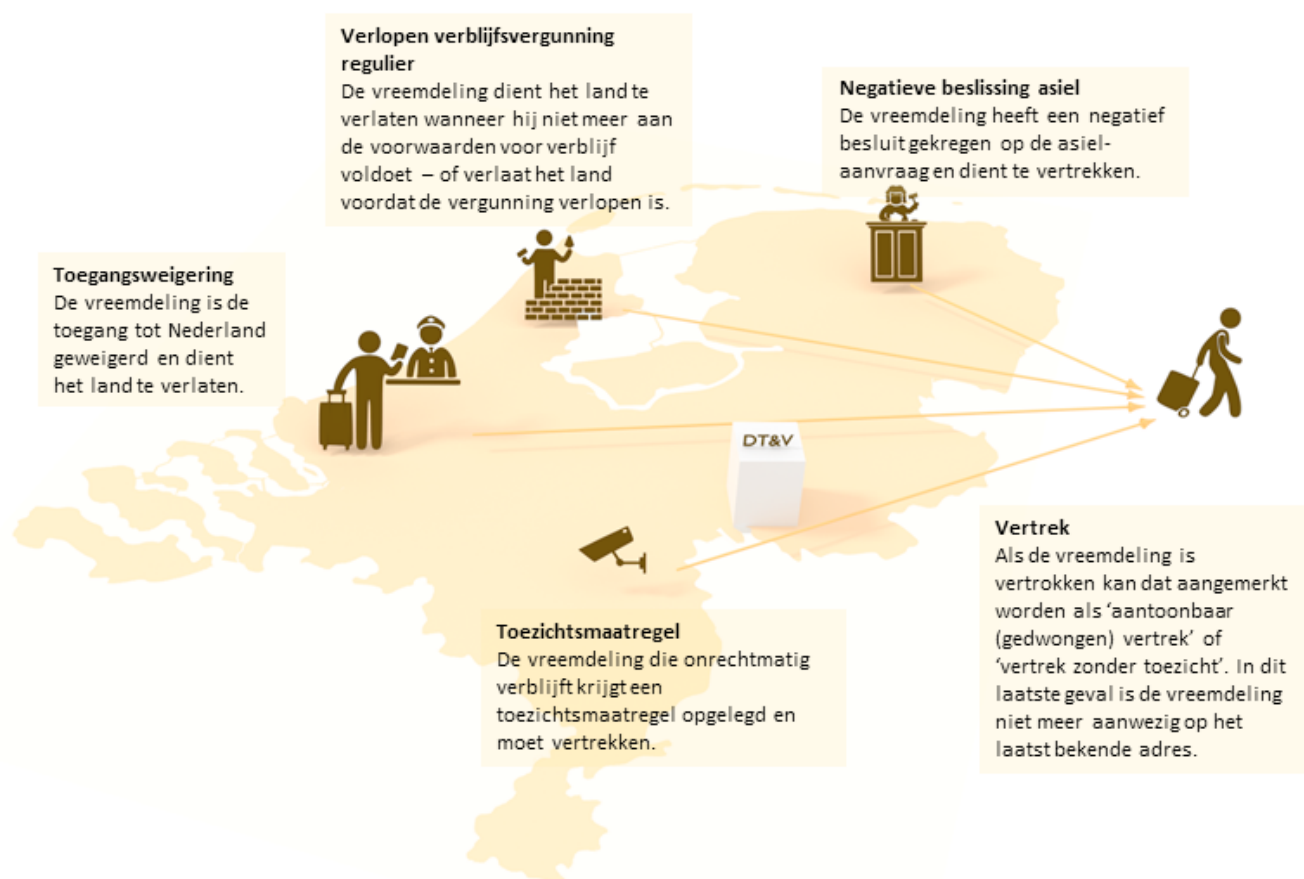 Verlopen verblijfsvergunning
regulier
De vreemdeling dient het land te
verlaten wanneer hij niet meer aan
de voorwaarden voor verblijf
voldoet – of verlaat het land
voordat de vergunning verlopen is.
Negatieve beslissing asiel
De vreemdeling heeft een negatief
besluit gekregen op de asiel-
aanvraag en dient te vertrekken.
Toegangsweigering
De vreemdeling is de
toegang tot Nederland
geweigerd en dient
het land te verlaten.
DT&V
Toezichtsmaatregel
De vreemdeling die onrechtmatig
verblijft krijgt een
toezichtsmaatregel opgelegd en
moet vertrekken.
Vertrek
Als de vreemdeling is
vertrokken kan dat aangemerkt
worden als ‘aantoonbaar
(gedwongen) vertrek’ of
‘vertrek zonder toezicht’. In dit
laatste geval is de vreemdeling
niet meer aanwezig op het
laatst bekende adres.